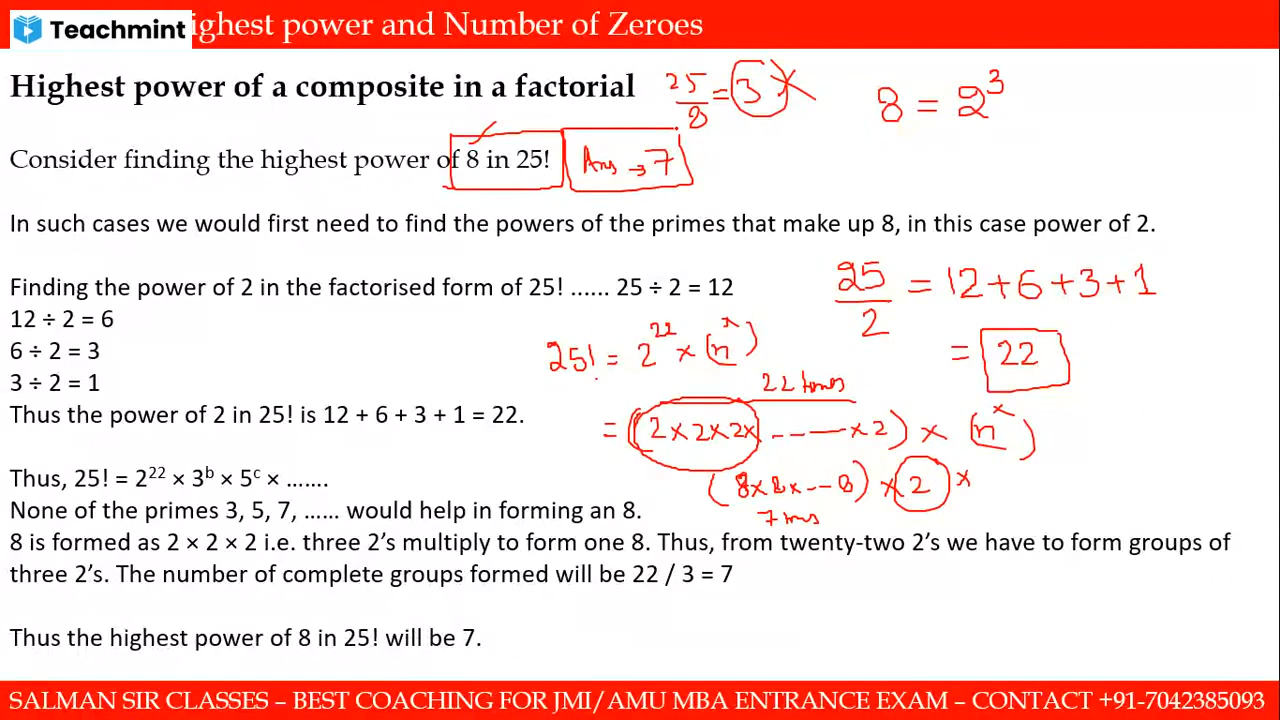 Teachmint
ighest power and Number of Zeroes
Highest power of a composite in a factorial
25/8 = 3 ×
8 = 2³
Consider finding the highest power of 8 in 25!
Ans → 7
In such cases we would first need to find the powers of the primes that make up 8, in this case power of 2.
Finding the power of 2 in the factorised form of 25! ...... 25 ÷ 2 = 12
12 ÷ 2 = 6
6 ÷ 2 = 3
3 ÷ 2 = 1
Thus the power of 2 in 25! is 12 + 6 + 3 + 1 = 22.
25/2 = 12+6+3+1
= 22
25! = 2²² × (nˣ)
22 times
= (2×2×2× ----- ×2) × (nˣ)
(8×8×---8) × 2 ×
7 times
Thus, 25! = 2²² × 3ᵇ × 5ᶜ × …….
None of the primes 3, 5, 7, …… would help in forming an 8.
8 is formed as 2 × 2 × 2 i.e. three 2’s multiply to form one 8. Thus, from twenty-two 2’s we have to form groups of
three 2’s. The number of complete groups formed will be 22 / 3 = 7
Thus the highest power of 8 in 25! will be 7.
SALMAN SIR CLASSES – BEST COACHING FOR JMI/AMU MBA ENTRANCE EXAM – CONTACT +91-7042385093